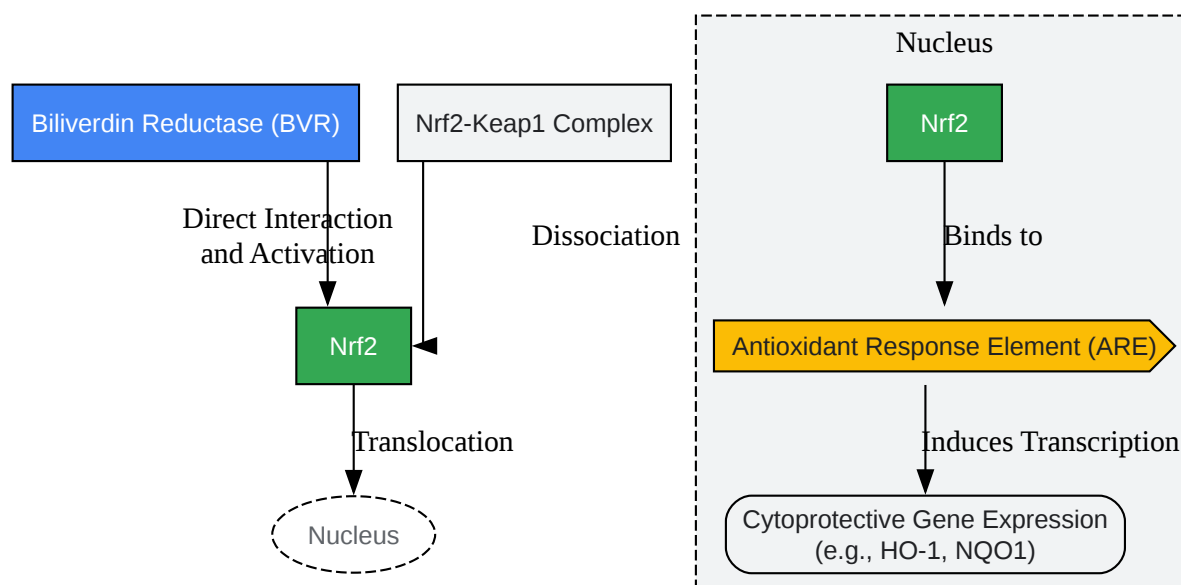 Biliverdin Reductase (BVR)
Nrf2-Keap1 Complex
Direct Interaction
and Activation
Dissociation
Nrf2
Translocation
Nucleus
Nucleus
Nrf2
Binds to
Antioxidant Response Element (ARE)
Induces Transcription
Cytoprotective Gene Expression
(e.g., HO-1, NQO1)